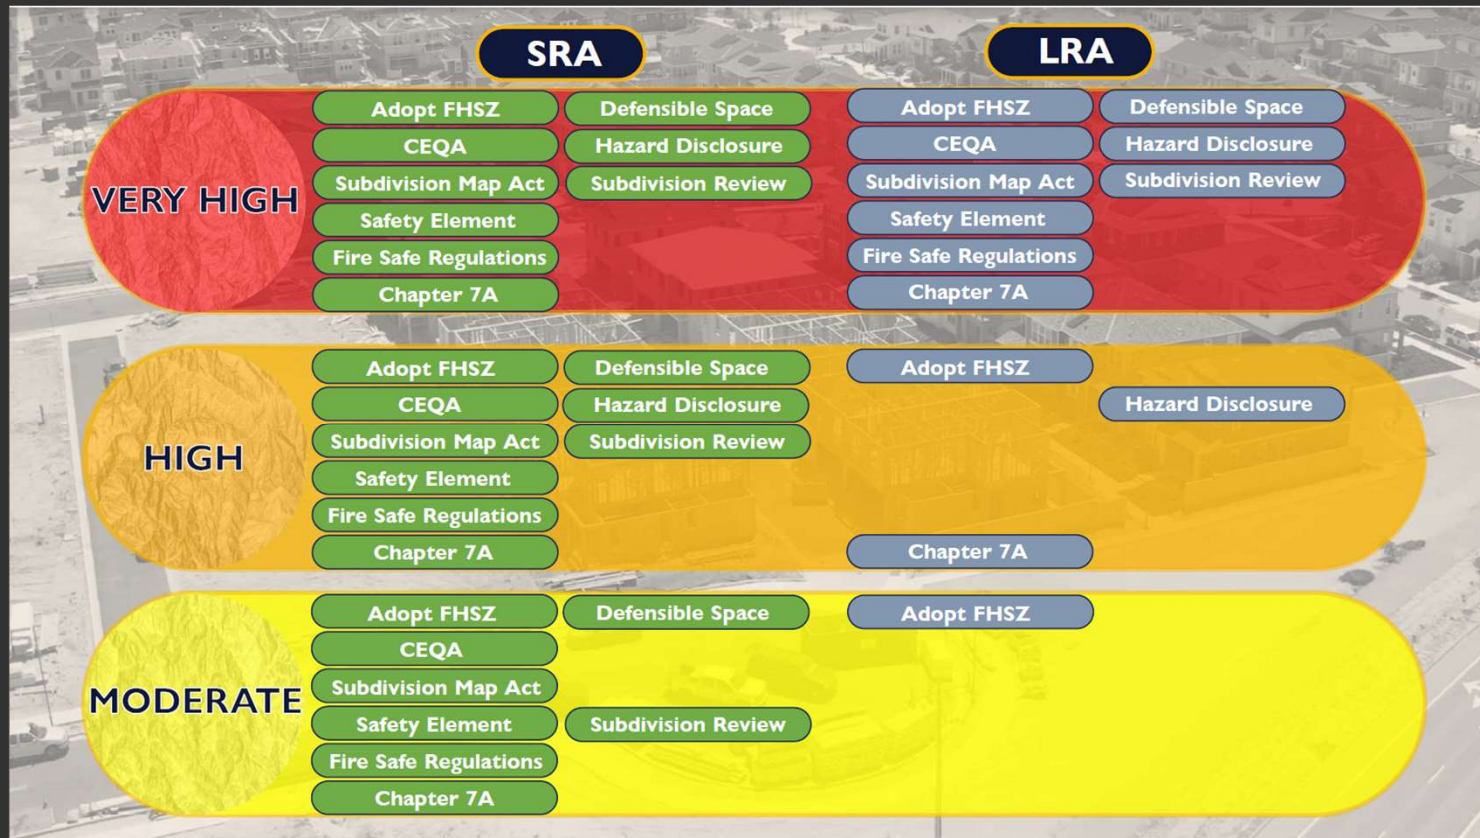 SRA
LRA
VERY HIGH
Adopt FHSZ
Defensible Space
CEQA
Hazard Disclosure
Subdivision Map Act
Subdivision Review
Safety Element
Fire Safe Regulations
Chapter 7A
Adopt FHSZ
Defensible Space
CEQA
Hazard Disclosure
Subdivision Map Act
Subdivision Review
Safety Element
Fire Safe Regulations
Chapter 7A
HIGH
Adopt FHSZ
Defensible Space
CEQA
Hazard Disclosure
Subdivision Map Act
Subdivision Review
Safety Element
Fire Safe Regulations
Chapter 7A
Adopt FHSZ
Hazard Disclosure
Chapter 7A
MODERATE
Adopt FHSZ
Defensible Space
CEQA
Subdivision Map Act
Safety Element
Subdivision Review
Fire Safe Regulations
Chapter 7A
Adopt FHSZ